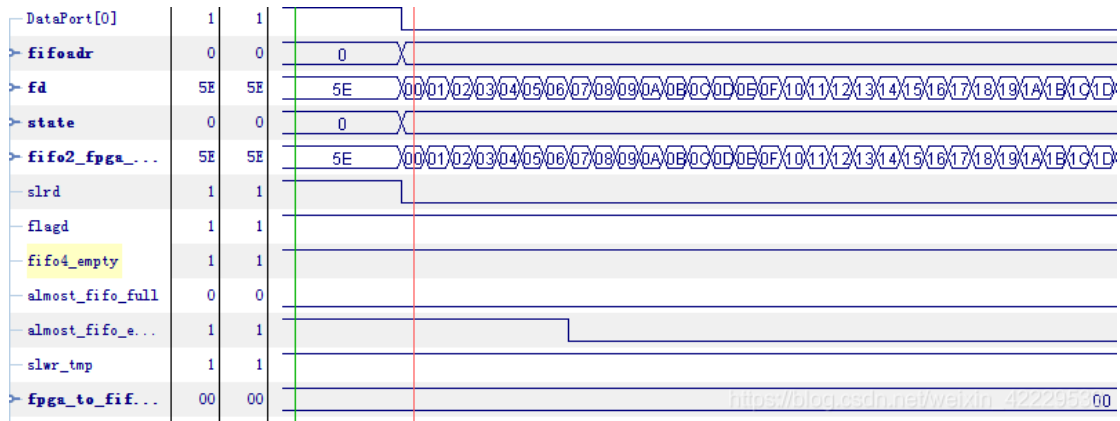 DataPort[0] 1 1
fifoadr 0 0 0
fd 5E 5E 5E 00 01 02 03 04 05 06 07 08 09 0A 0B 0C 0D 0E 0F 10 11 12 13 14 15 16 17 18 19 1A 1B 1C 1D
state 0 0 0
fifo2_fpga_... 5E 5E 5E 00 01 02 03 04 05 06 07 08 09 0A 0B 0C 0D 0E 0F 10 11 12 13 14 15 16 17 18 19 1A 1B 1C 1D
slrd 1 1
flagd 1 1
fifo4_empty 1 1
almost_fifo_full 0 0
almost_fifo_e... 1 1
slwr_tmp 1 1
fpga_to_fif... 00 00 00